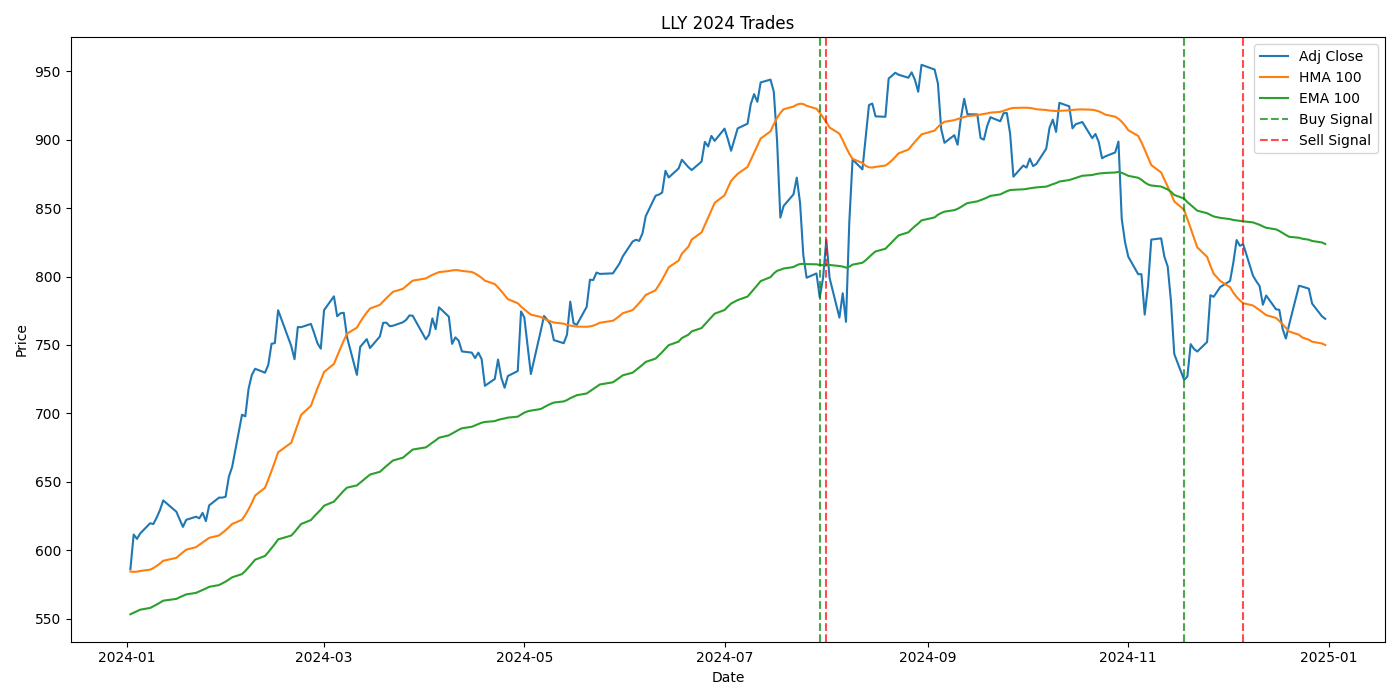 LLY 2024 Trades
Price
950
900
850
800
750
700
650
600
550
Adj Close
HMA 100
EMA 100
Buy Signal
Sell Signal
2024-01
2024-03
2024-05
2024-07
2024-09
2024-11
2025-01
Date